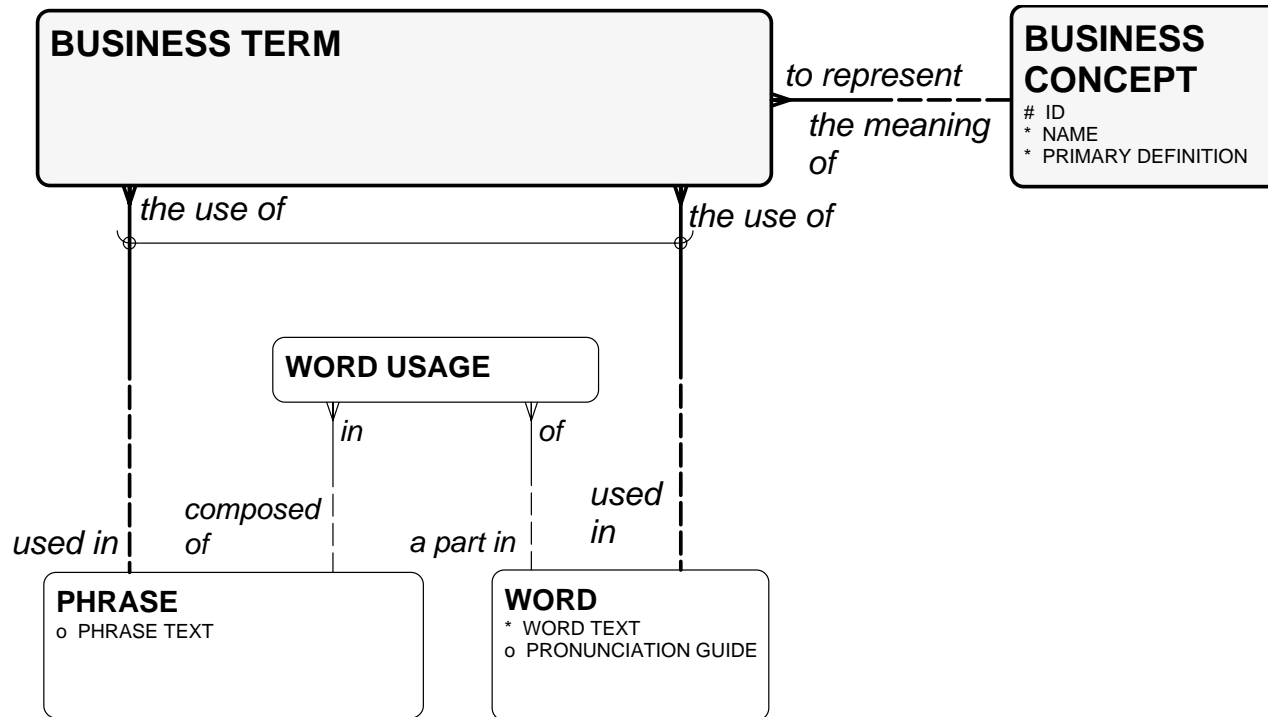 BUSINESS TERM
BUSINESS
CONCEPT
# ID
* NAME
* PRIMARY DEFINITION
to represent
the meaning
of
the use of
the use of
WORD USAGE
in
of
composed
of
used in
a part in
used
in
PHRASE
o PHRASE TEXT
WORD
* WORD TEXT
o PRONUNCIATION GUIDE